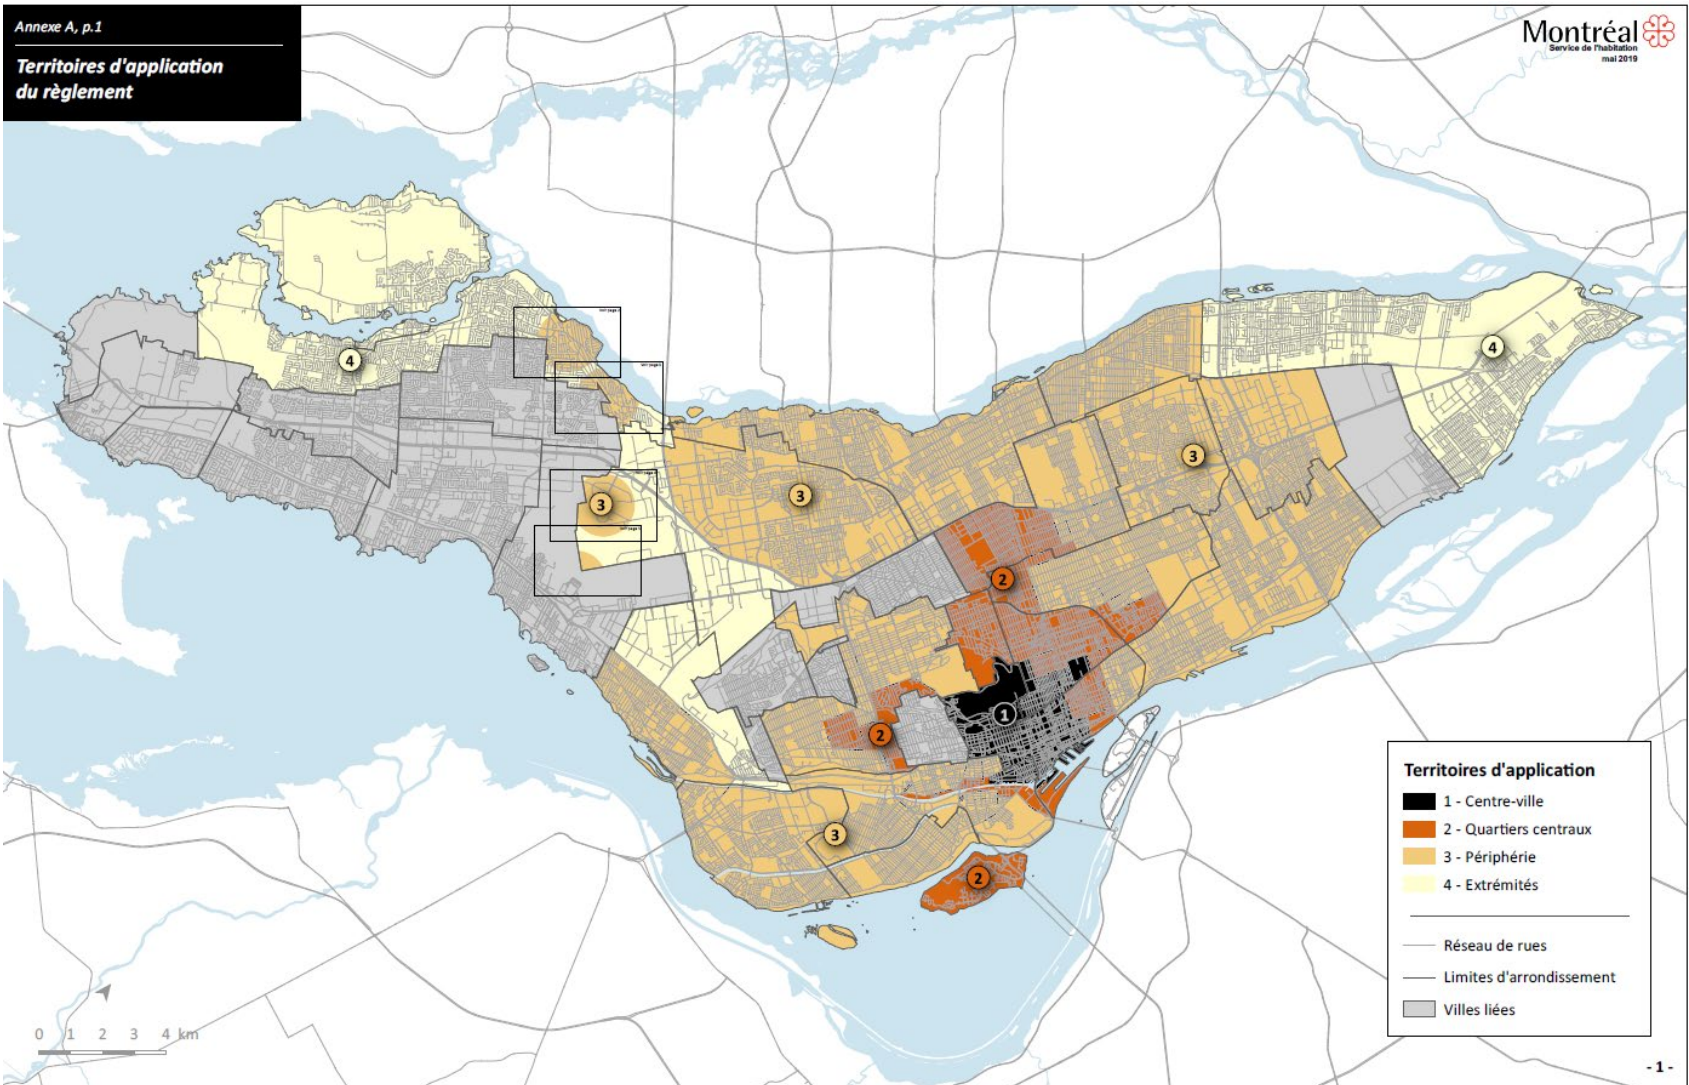 Annexe A, p.1
Territoires d'application
du règlement
Montréal
Service de l'habitation
mai 2019
4
4
3
3
3
2
1
2
3
2
Territoires d'application
1 - Centre-ville
2 - Quartiers centraux
3 - Périphérie
4 - Extrémités
Réseau de rues
Limites d'arrondissement
Villes liées
0 1 2 3 4 km
- 1 -